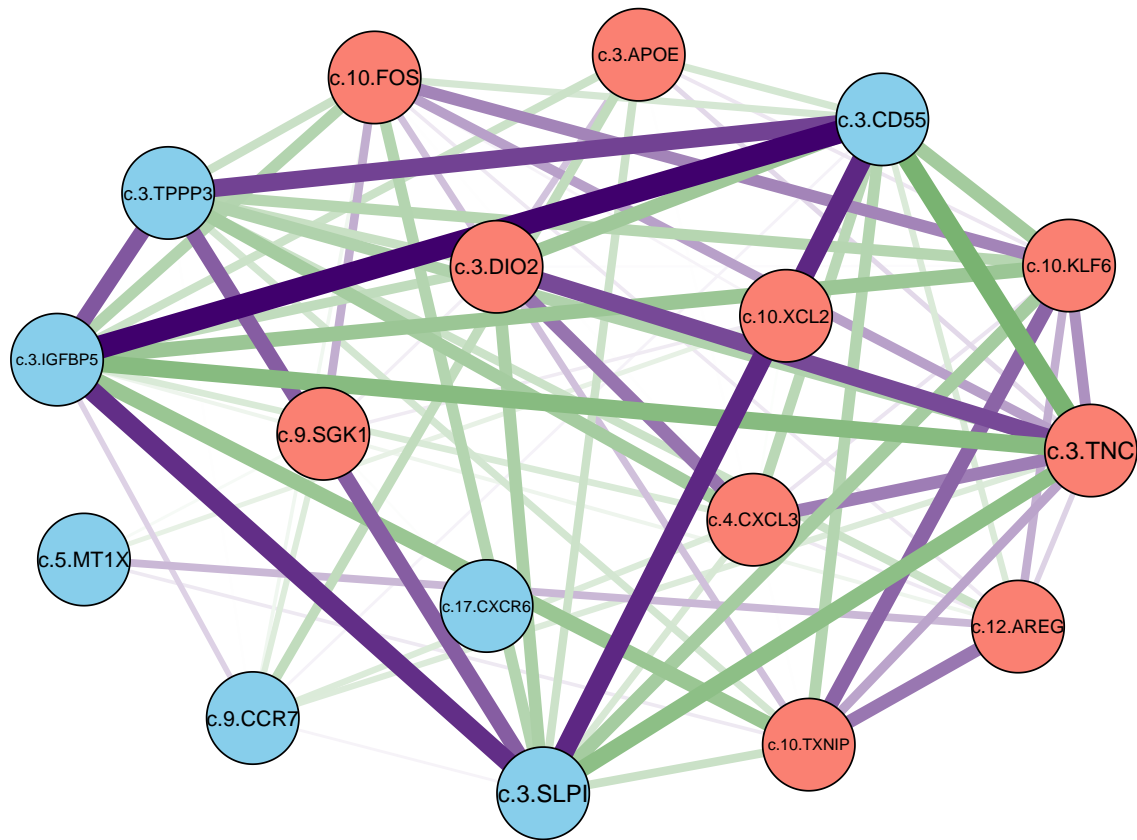 c.3.APOE
c.10.FOS
c.3.CD55
c.3.TPPP3
c.3.DIO2
c.10.KLF6
c.10.XCL2
c.3.IGFBP5
c.9.SGK1
c.3.TNC
c.4.CXCL3
c.5.MT1X
c.17.CXCR6
c.12.AREG
c.9.CCR7
c.10.TXNIP
c.3.SLPI